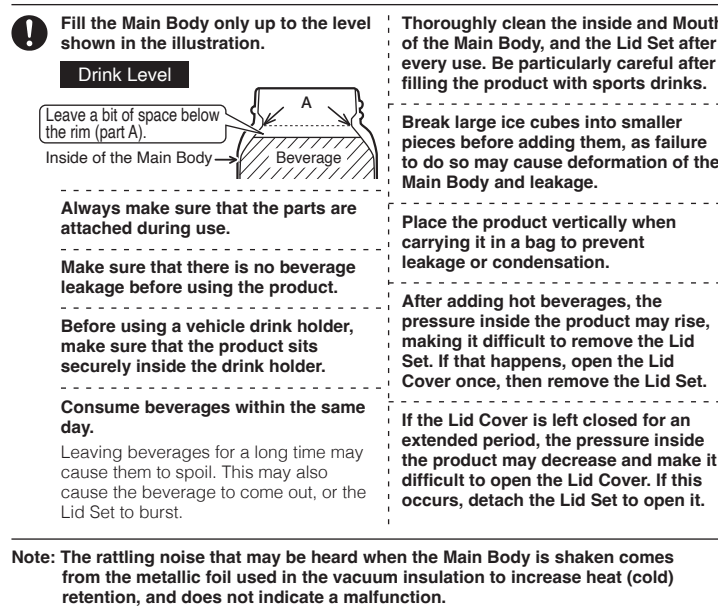 Fill the Main Body only up to the level
shown in the illustration.
Drink Level
Leave a bit of space below
the rim (part A).
A
Inside of the Main Body
Beverage
Always make sure that the parts are
attached during use.
Make sure that there is no beverage
leakage before using the product.
Before using a vehicle drink holder,
make sure that the product sits
securely inside the drink holder.
Consume beverages within the same
day.
Leaving beverages for a long time may
cause them to spoil. This may also
cause the beverage to come out, or the
Lid Set to burst.
Thoroughly clean the inside and Mouth
of the Main Body, and the Lid Set after
every use. Be particularly careful after
filling the product with sports drinks.
Break large ice cubes into smaller
pieces before adding them, as failure
to do so may cause deformation of the
Main Body and leakage.
Place the product vertically when
carrying it in a bag to prevent
leakage or condensation.
After adding hot beverages, the
pressure inside the product may rise,
making it difficult to remove the Lid
Set. If that happens, open the Lid
Cover once, then remove the Lid Set.
If the Lid Cover is left closed for an
extended period, the pressure inside
the product may decrease and make it
difficult to open the Lid Cover. If this
occurs, detach the Lid Set to open it.
Note: The rattling noise that may be heard when the Main Body is shaken comes
from the metallic foil used in the vacuum insulation to increase heat (cold)
retention, and does not indicate a malfunction.